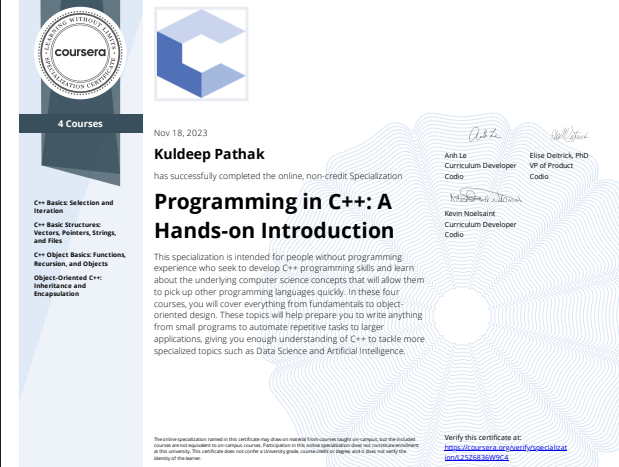 LEARNING WITHOUT LIMITS
coursera
SPECIALIZATION CERTIFICATE
4 Courses
C++ Basics: Selection and
Iteration
C++ Basic Structures:
Vectors, Pointers, Strings,
and Files
C++ Object Basics: Functions,
Recursion, and Objects
Object-Oriented C++:
Inheritance and
Encapsulation
Nov 18, 2023
Kuldeep Pathak
has successfully completed the online, non-credit Specialization
Programming in C++: A
Hands-on Introduction
This specialization is intended for people without programming
experience who seek to develop C++ programming skills and learn
about the underlying computer science concepts that will allow them
to pick up other programming languages quickly. In these four
courses, you will cover everything from fundamentals to object-
oriented design. These topics will help prepare you to write anything
from small programs to automate repetitive tasks to larger
applications, giving you enough understanding of C++ to tackle more
specialized topics such as Data Science and Artificial Intelligence.
Anh Le
Anh Le
Curriculum Developer
Codio
Elise Deitrick, PhD
VP of Product
Codio
Kevin Noelsaint
Curriculum Developer
Codio
The online specialization named in this certificate may draw on material from courses taught on-campus, but the included
courses are not equivalent to on-campus courses. Participation in this online specialization does not constitute enrollment
at this university. This certificate does not confer a University grade, course credit or degree, and it does not verify the
identity of the learner.
Verify this certificate at:
https://coursera.org/verify/specializat
ion/L25Z6836W9C4